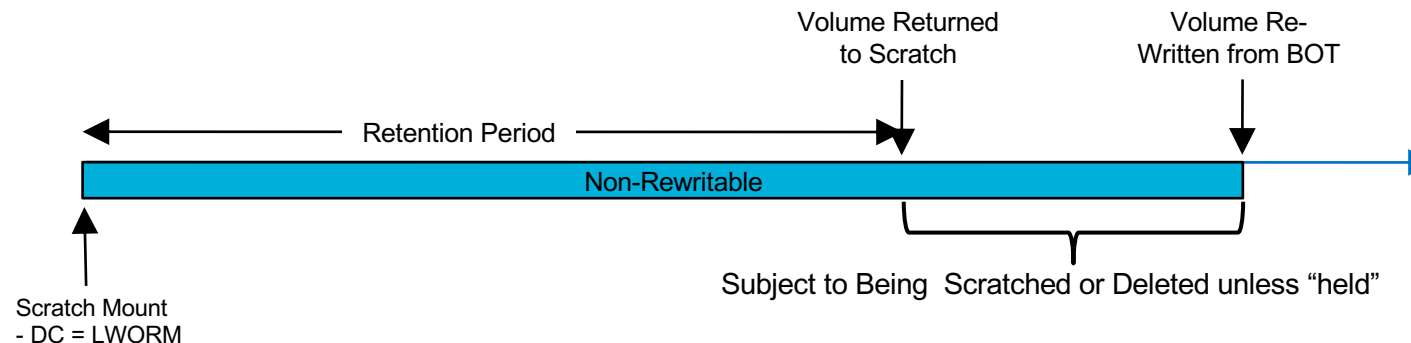 Volume Returned
to Scratch
Volume Re-
Written from BOT
Retention Period
Non-Rewritable
Subject to Being  Scratched or Deleted unless “held”
Scratch Mount
- DC = LWORM